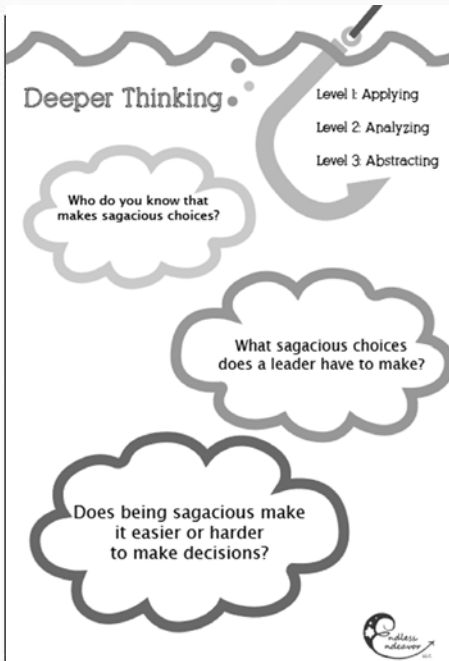 Deeper Thinking
Level 1: Applying
Level 2: Analyzing
Level 3: Abstracting
Who do you know that
makes sagacious choices?
What sagacious choices
does a leader have to make?
Does being sagacious make
it easier or harder
to make decisions?
Endless
Endeavor
LLC